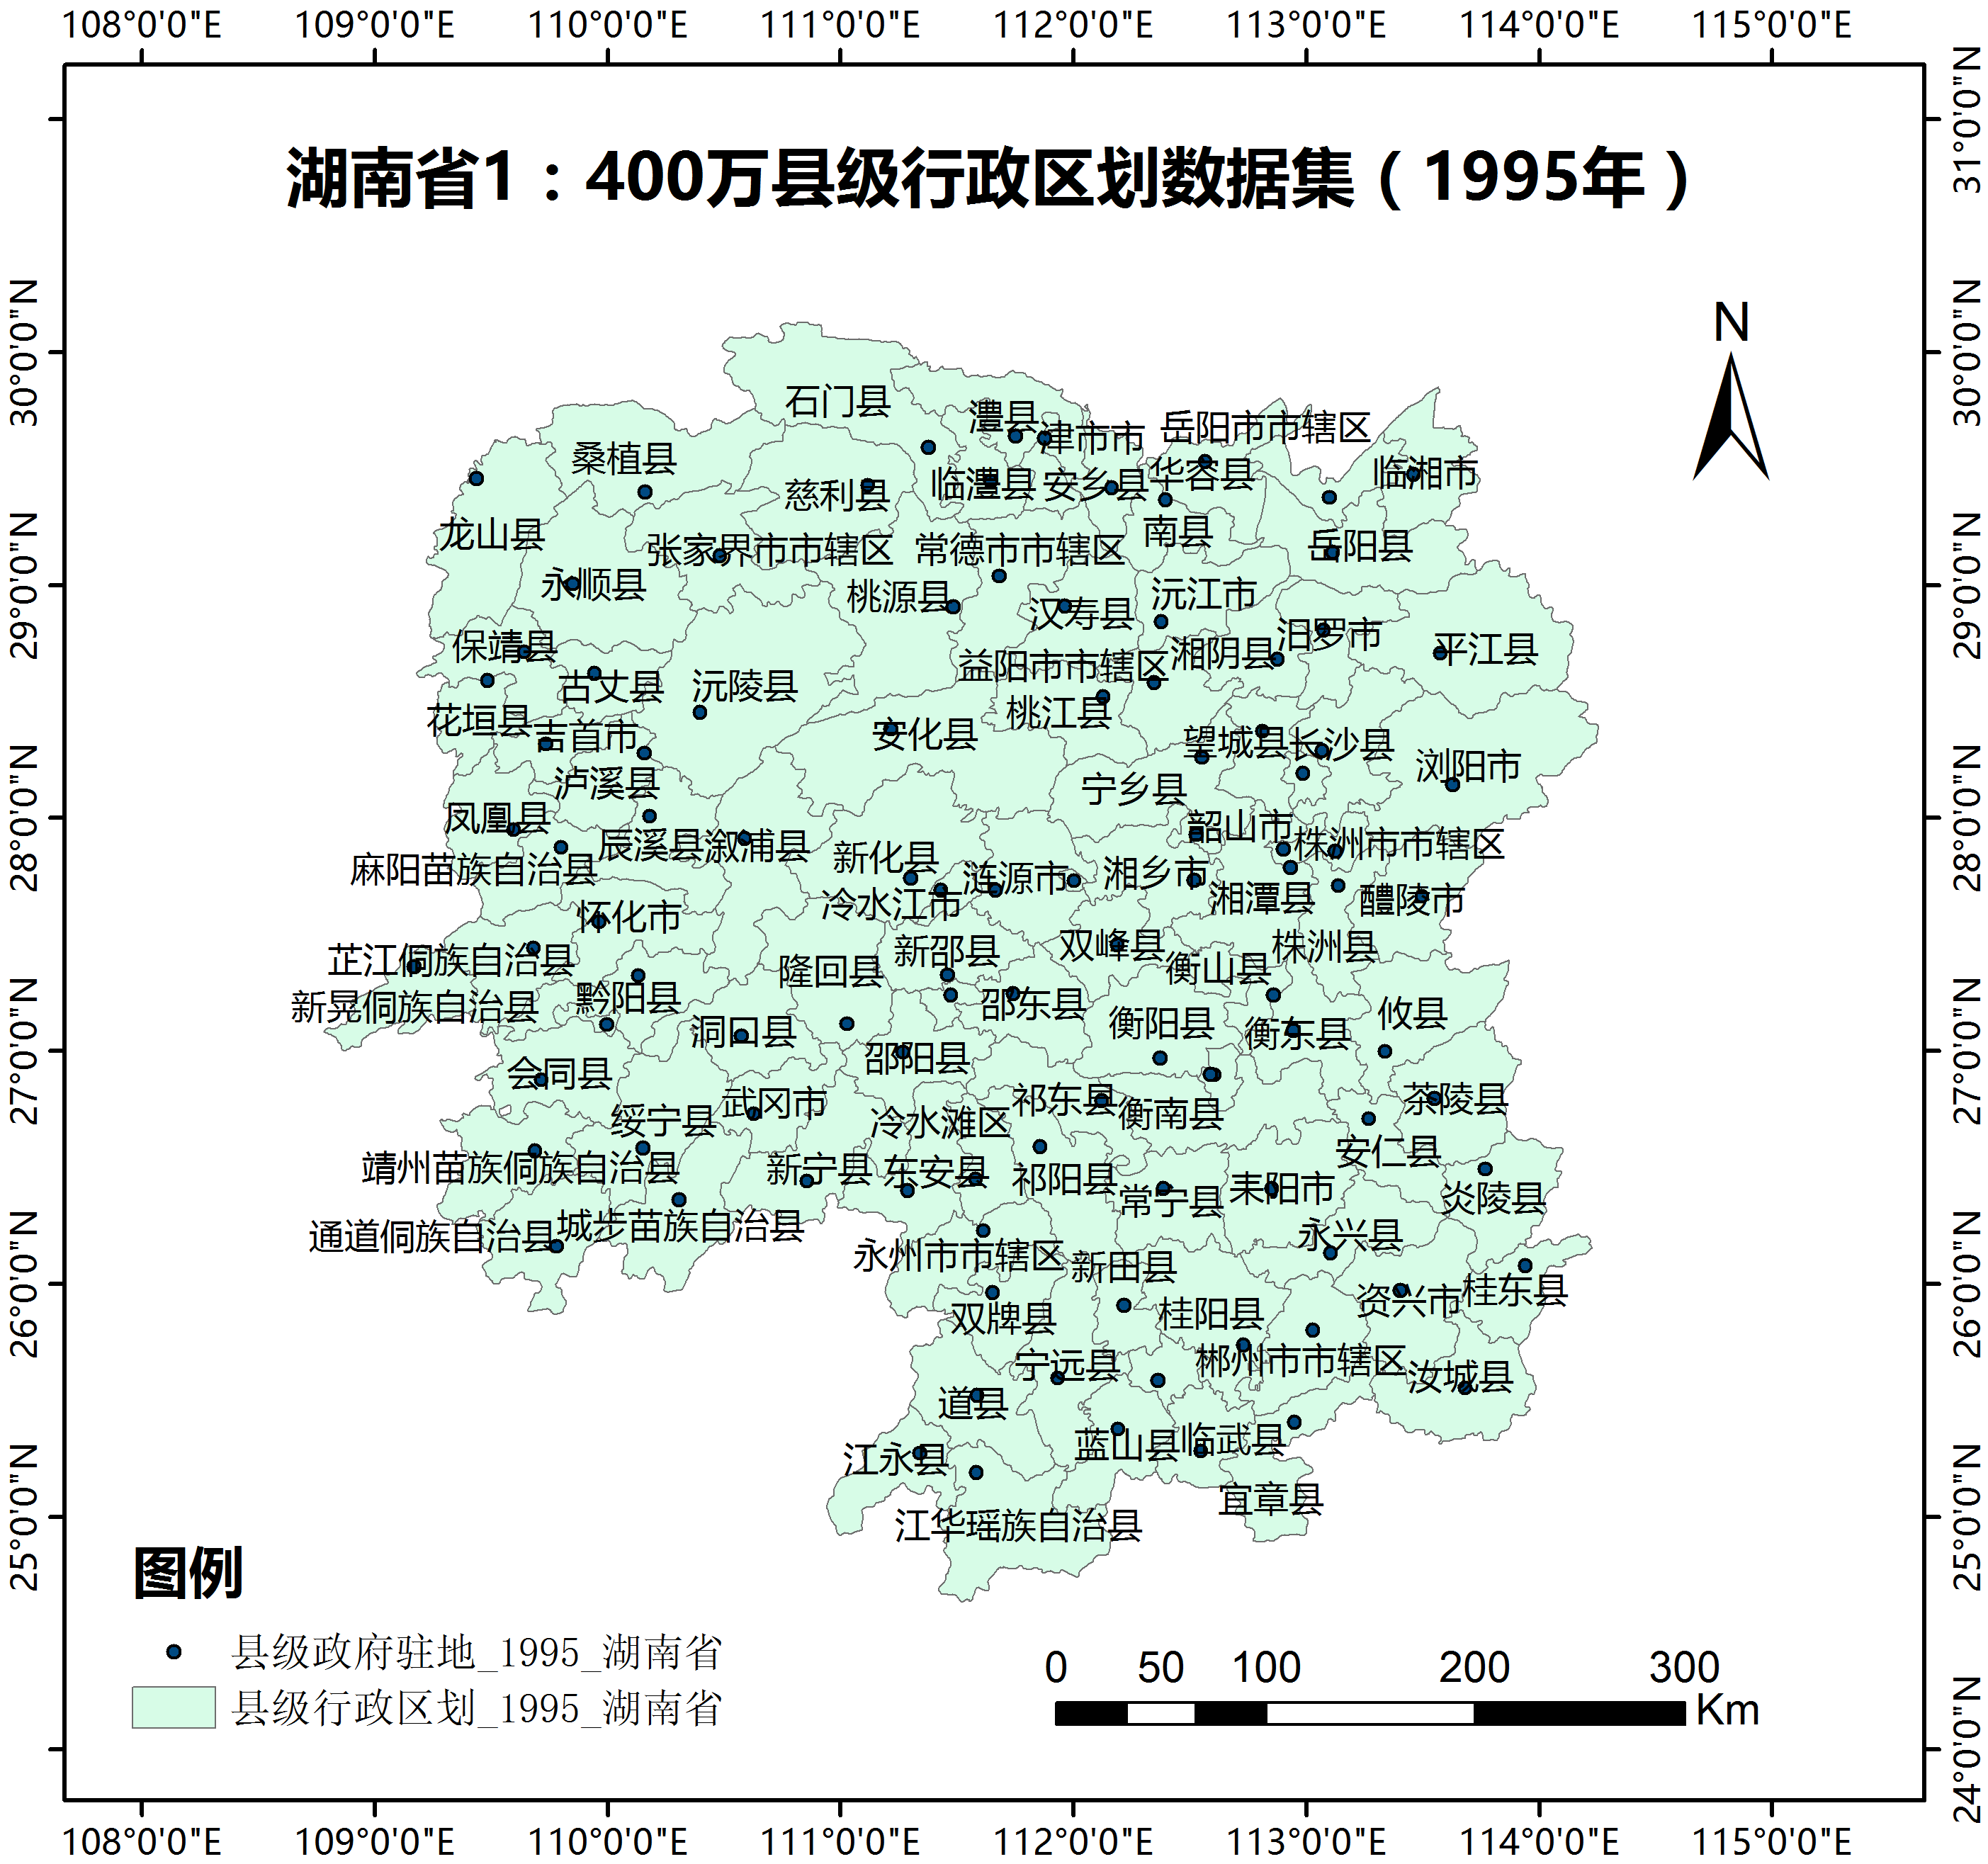 108°0'0"E 109°0'0"E 110°0'0"E 111°0'0"E 112°0'0"E 113°0'0"E 114°0'0"E 115°0'0"E
31°0'0"N
湖南省1：400万县级行政区划数据集（1995年）
N
30°0'0"N 30°0'0"N
石门县
澧县
津市市
岳阳市市辖区
桑植县
临湘市
慈利县
临澧县
安乡县
华容县
龙山县
南县
岳阳县
张家界市市辖区
常德市市辖区
29°0'0"N 29°0'0"N
永顺县
桃源县
汉寿县
沅江市
保靖县
汨罗市
平江县
益阳市市辖区
湘阴县
古丈县
沅陵县
桃江县
花垣县
吉首市
安化县
望城县
长沙县
浏阳市
泸溪县
宁乡县
28°0'0"N 28°0'0"N
凤凰县
韶山市
辰溪县
溆浦县
株洲市市辖区
麻阳苗族自治县
新化县
涟源市
湘乡市
冷水江市
湘潭县
醴陵市
怀化市
双峰县
株洲县
芷江侗族自治县
新邵县
隆回县
衡山县
新晃侗族自治县
黔阳县
邵东县
衡阳县
攸县
洞口县
衡东县
27°0'0"N 27°0'0"N
邵阳县
会同县
武冈市
祁东县
茶陵县
绥宁县
冷水滩区
衡南县
安仁县
靖州苗族侗族自治县
新宁县
东安县
祁阳县
常宁县
耒阳市
炎陵县
通道侗族自治县
城步苗族自治县
永兴县
永州市市辖区
新田县
26°0'0"N 26°0'0"N
资兴市
桂东县
双牌县
桂阳县
宁远县
郴州市市辖区
汝城县
道县
蓝山县
临武县
江永县
宜章县
江华瑶族自治县
25°0'0"N 25°0'0"N
图例
县级政府驻地_1995_湖南省
县级行政区划_1995_湖南省
0 50 100 200 300
Km
24°0'0"N
108°0'0"E 109°0'0"E 110°0'0"E 111°0'0"E 112°0'0"E 113°0'0"E 114°0'0"E 115°0'0"E